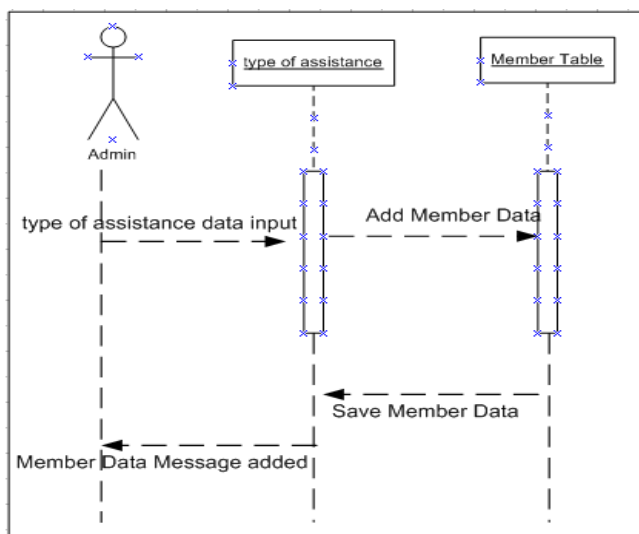 type of assistance
Member Table
Admin
type of assistance data input
Add Member Data
Save Member Data
Member Data Message added